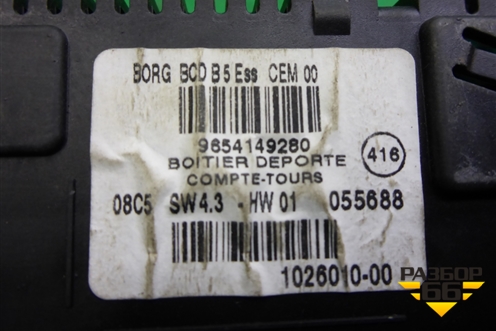 BORG BCD B5 Ess CEM 00
9654149280
BOITIER DEPORTE
COMPTE-TOURS
416
08C5 SW4.3 - HW 01 055688
1026010-00
РАЗБОР
66